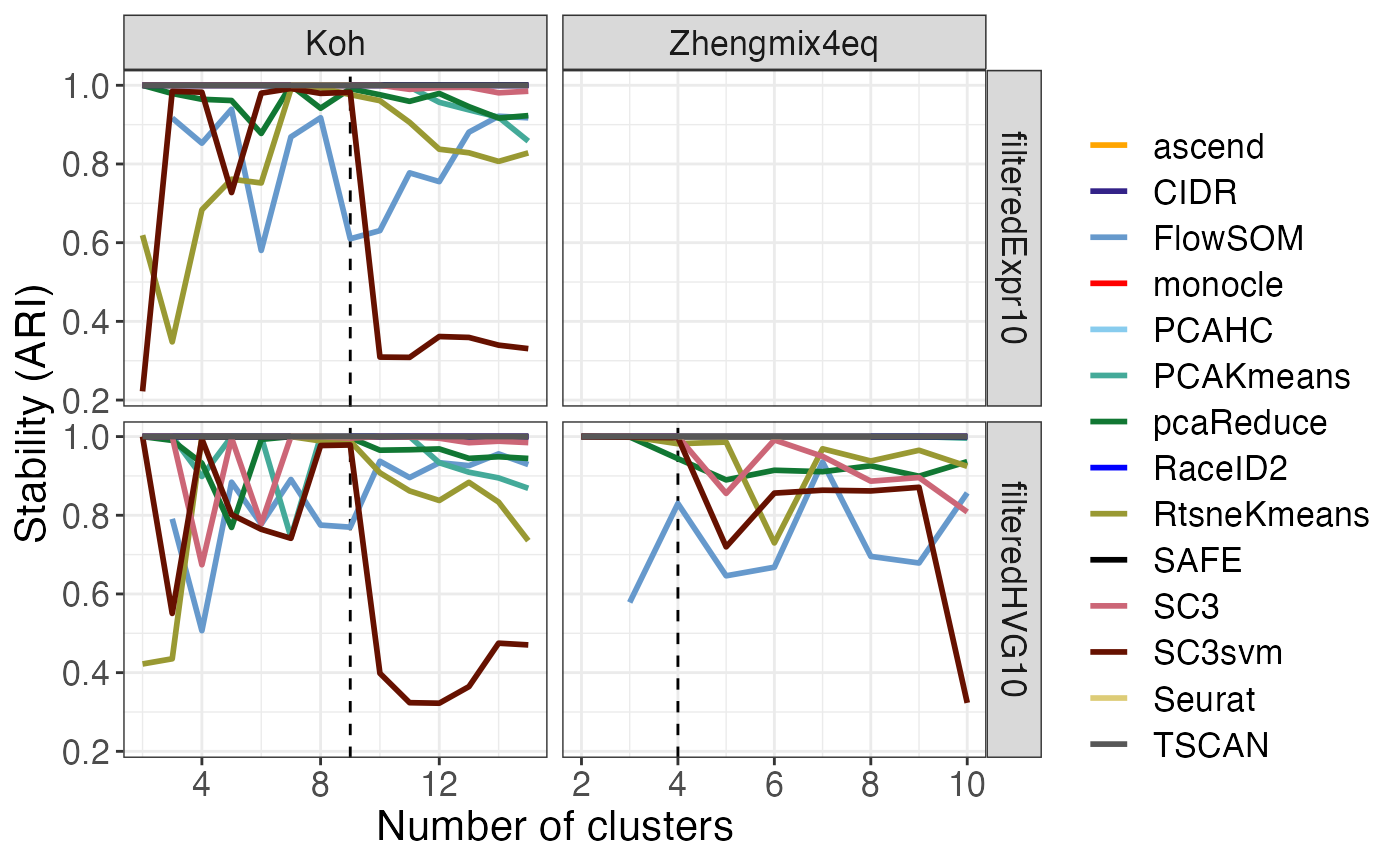 Koh
Zhengmix4eq
1.0
0.8
0.6
0.4
0.2
filteredExpr10
1.0
0.8
0.6
0.4
0.2
filteredHVG10
4 8 12
2 4 6 8 10
Number of clusters
Stability (ARI)
ascend
CIDR
FlowSOM
monocle
PCAHC
PCAKmeans
pcaReduce
RaceID2
RtsneKmeans
SAFE
SC3
SC3svm
Seurat
TSCAN